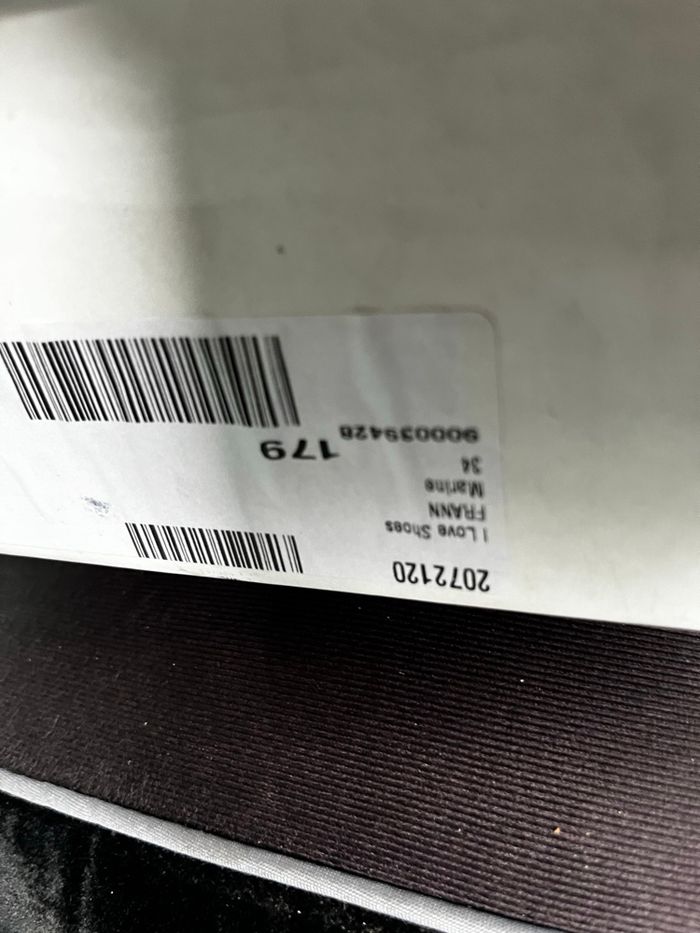 2072120
I Love Shoes
FRANN
Marine
34
900039428
179